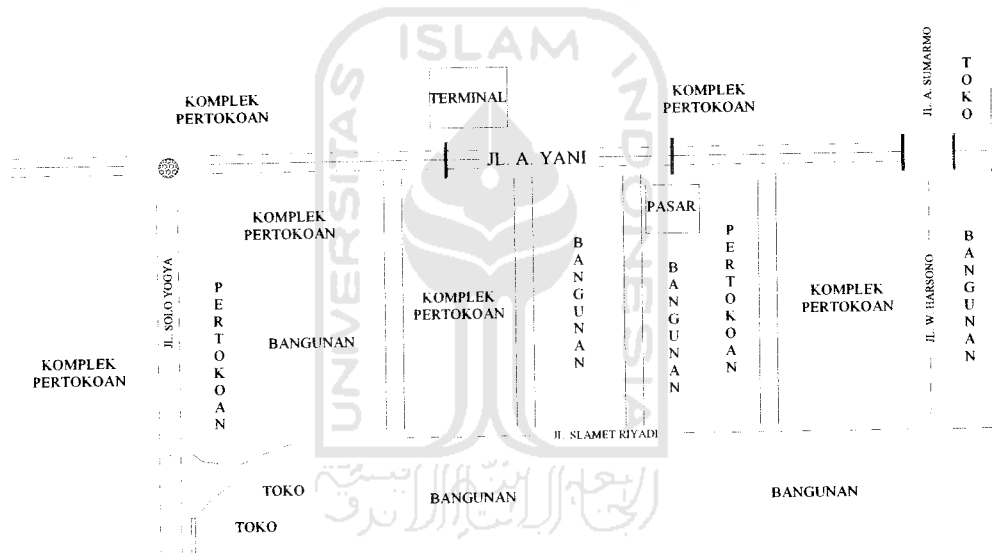 ISLAM
UNIVERSITAS
INDONESIA
JL. A. SUMARMO
TOKO
KOMPLEK
PERTOKOAN
TERMINAL
KOMPLEK
PERTOKOAN
JL. A. YANI
PASAR
KOMPLEK
PERTOKOAN
JL. SOLO YOGYA
PERTOKOAN
BANGUNAN
KOMPLEK
PERTOKOAN
BANGUNAN
BANGUNAN
PERTOKOAN
KOMPLEK
PERTOKOAN
JL. W. HARSONO
BANGUNAN
KOMPLEK
PERTOKOAN
JL. SLAMET RIYADI
TOKO
BANGUNAN
BANGUNAN
TOKO